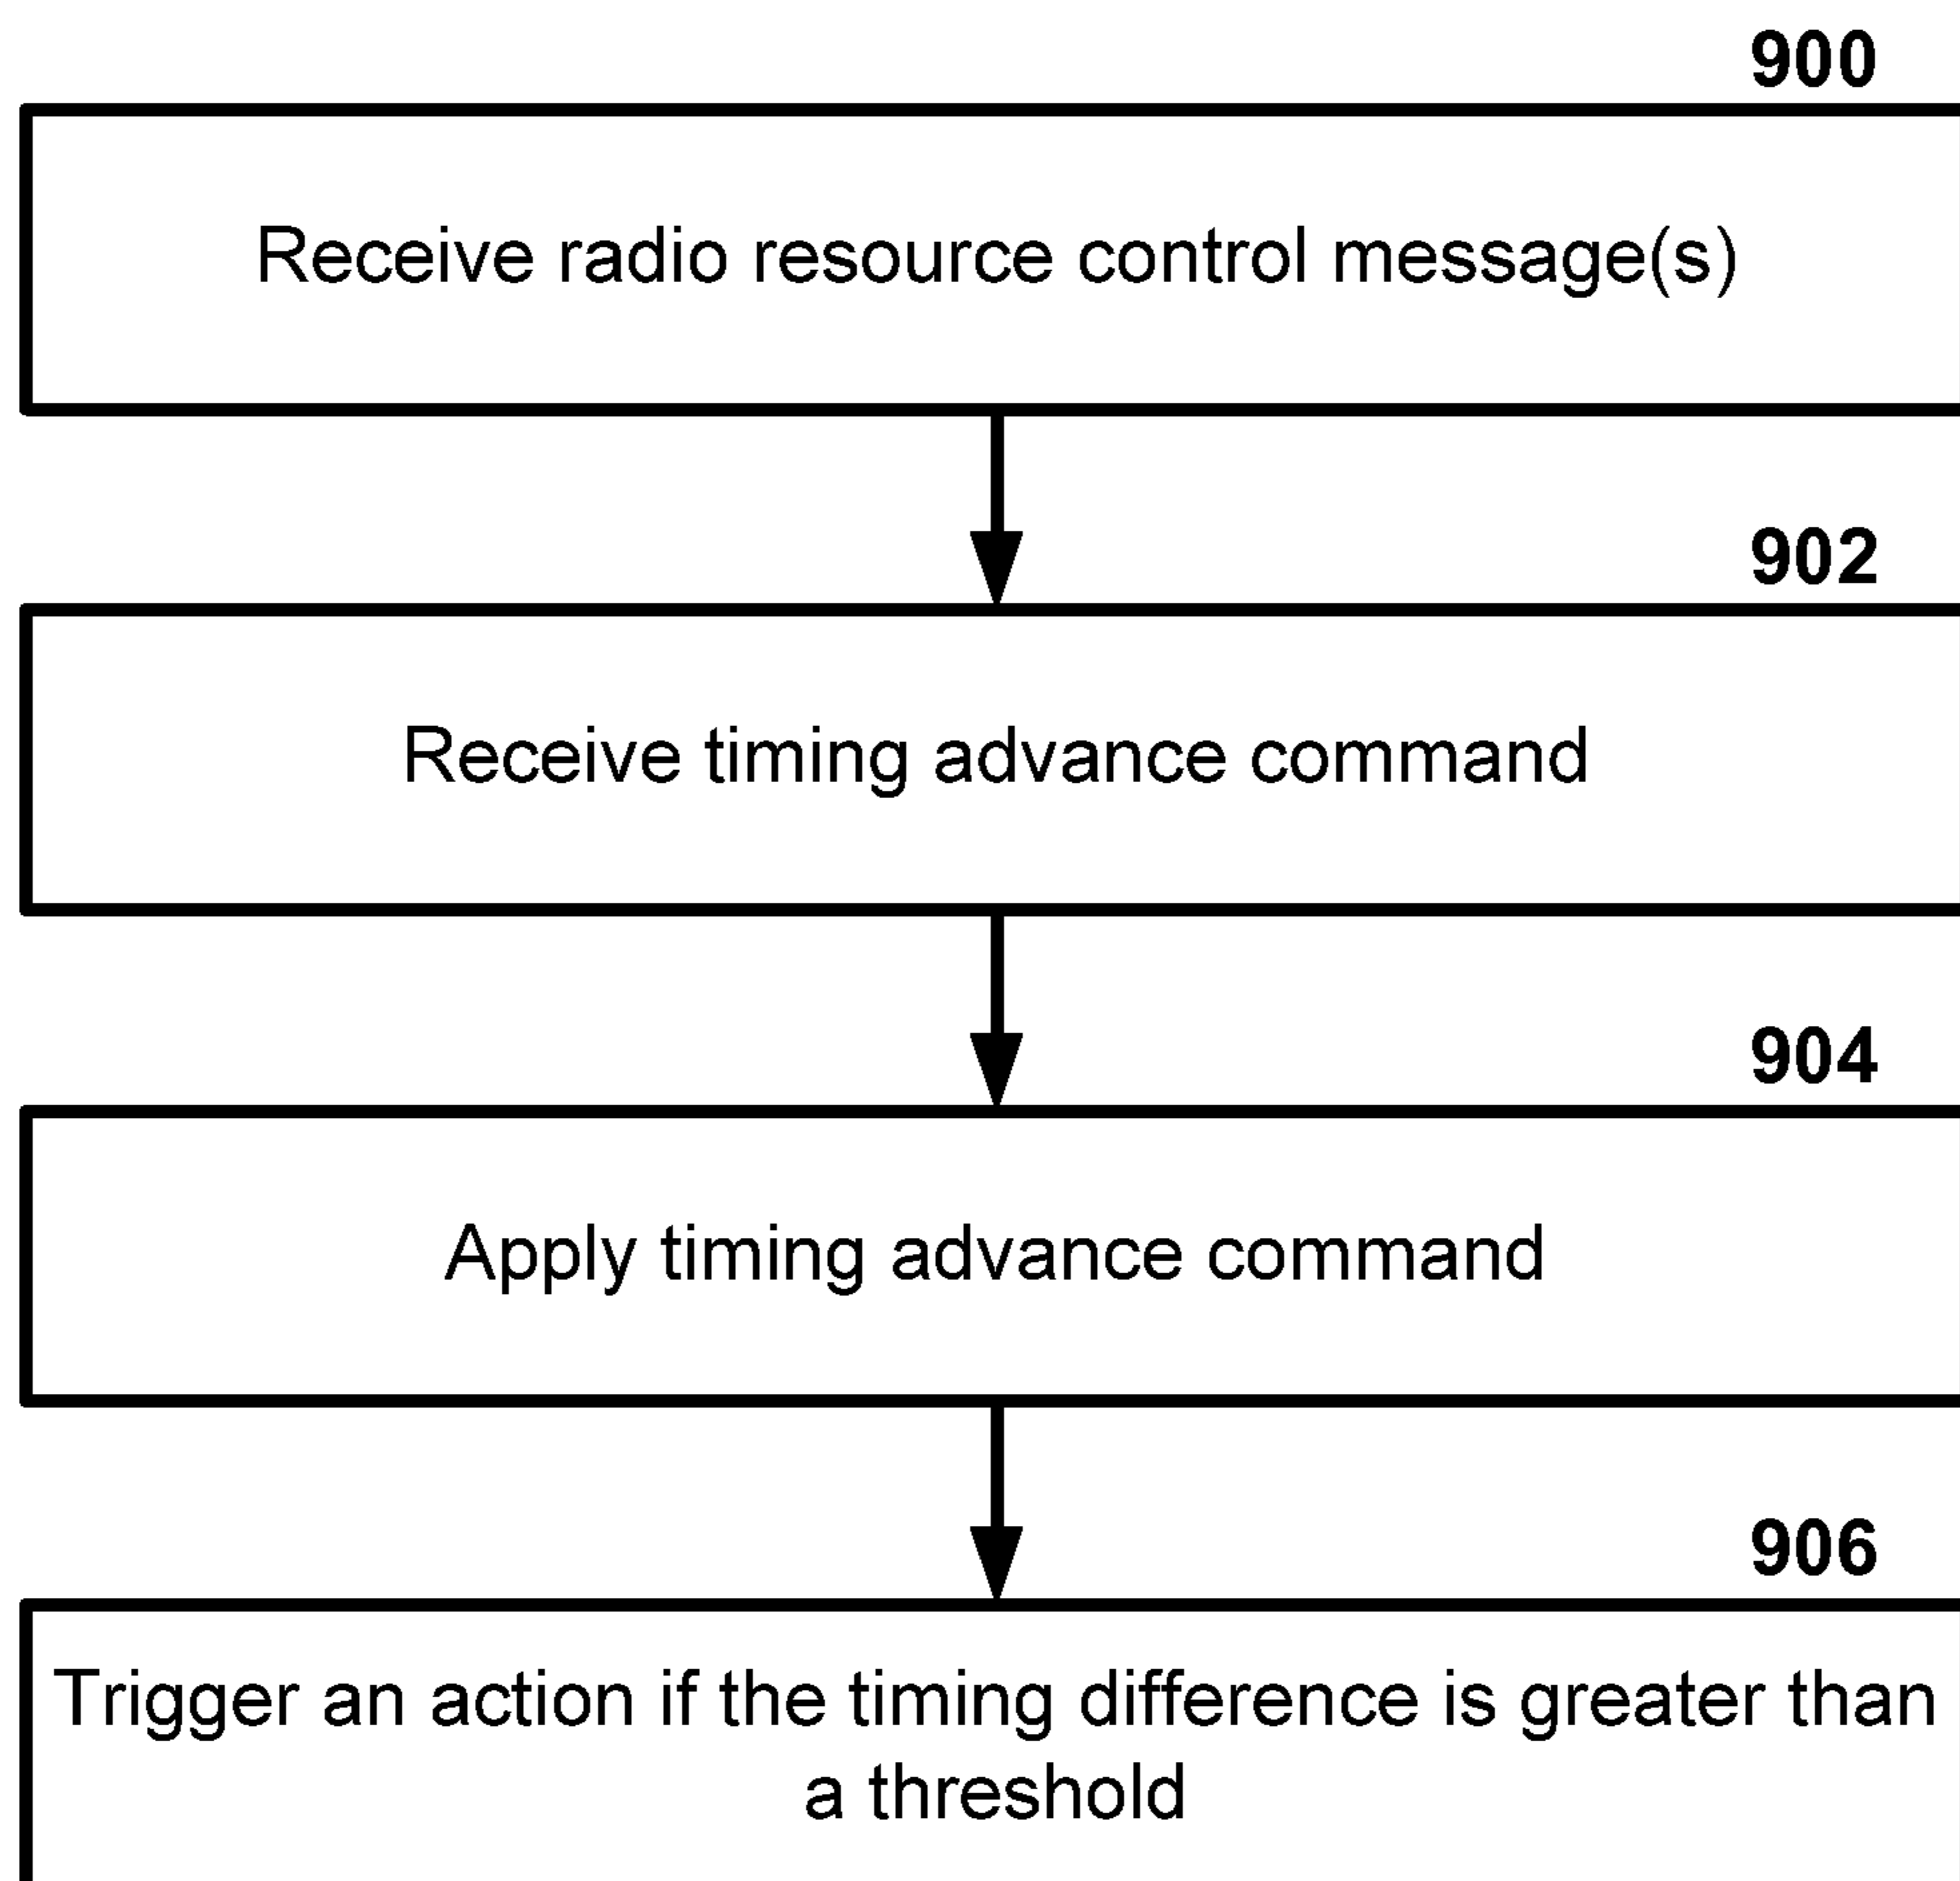 900
Receive radio resource control message(s)
902
Receive timing advance command
904
Apply timing advance command
906
Trigger an action if the timing difference is greater than
a threshold